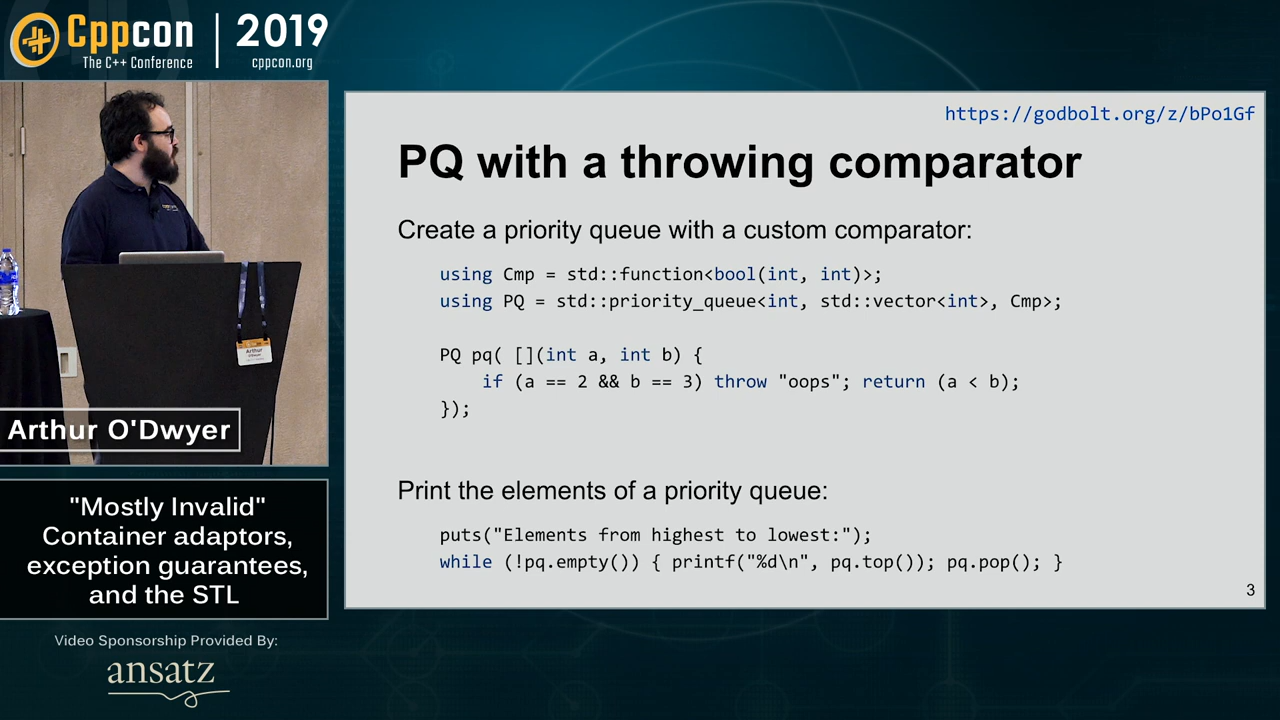 Cppcon
The C++ Conference
2019
cppcon.org
https://godbolt.org/z/bPo1Gf
PQ with a throwing comparator
Create a priority queue with a custom comparator:
using Cmp = std::function<bool(int, int)>;
using PQ = std::priority_queue<int, std::vector<int>, Cmp>;
PQ pq( [](int a, int b) {
    if (a == 2 && b == 3) throw "oops"; return (a < b);
});
Print the elements of a priority queue:
puts("Elements from highest to lowest:");
while (!pq.empty()) { printf("%d\n", pq.top()); pq.pop(); }
3
Arthur
O'Dwyer
Arthur O'Dwyer
"Mostly Invalid"
Container adaptors,
exception guarantees,
and the STL
Video Sponsorship Provided By:
ansatz